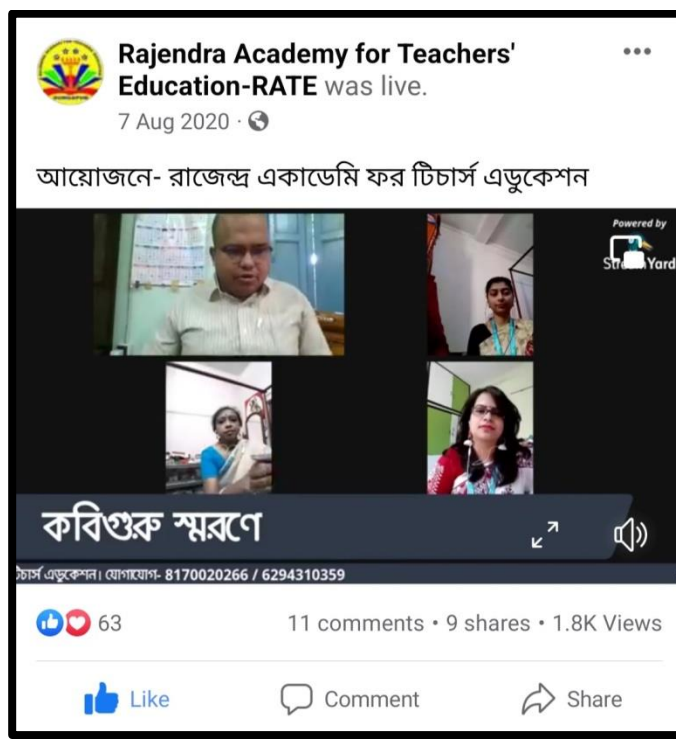 Rajendra Academy for Teachers'
Education-RATE was live.
7 Aug 2020 ·
আয়োজনে- রাজেন্দ্র একাডেমি ফর টিচার্স এডুকেশন
Powered by
StreamYard
কবিগুরু স্মরণে
টিচার্স এডুকেশন। যোগাযোগ- 8170020266 / 6294310359
63
11 comments • 9 shares • 1.8K Views
Like Comment Share